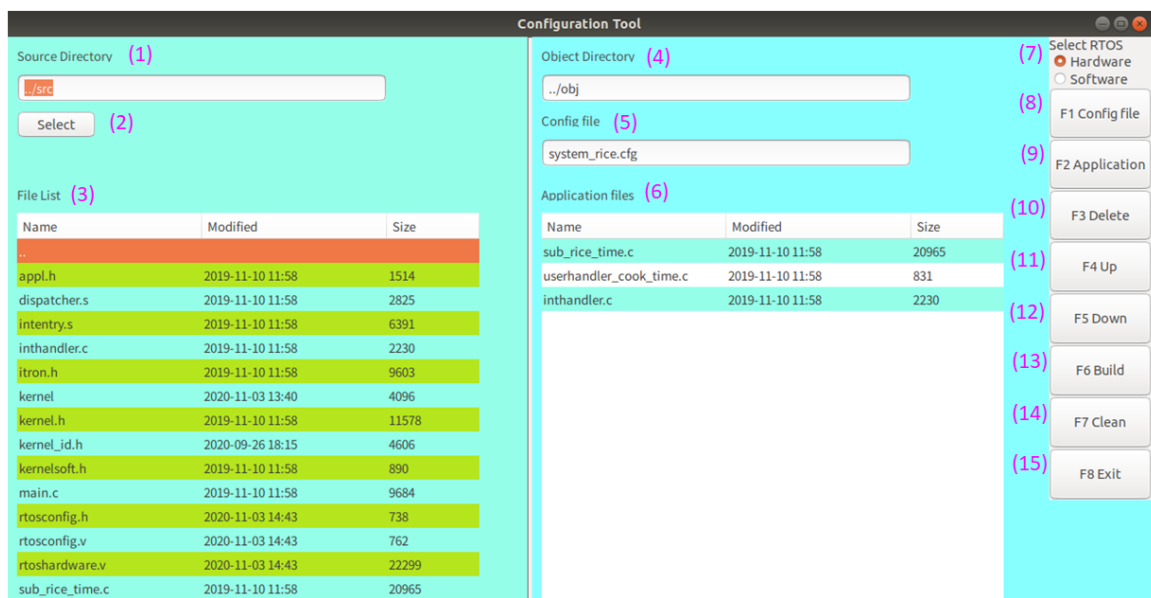 Configuration Tool
Source Directory (1)
../src
Select (2)
File List (3)
Name Modified Size
..
appl.h 2019-11-10 11:58 1514
dispatcher.s 2019-11-10 11:58 2825
intentry.s 2019-11-10 11:58 6391
inthandler.c 2019-11-10 11:58 2230
itron.h 2019-11-10 11:58 9603
kernel 2020-11-03 13:40 4096
kernel.h 2019-11-10 11:58 11578
kernel_id.h 2020-09-26 18:15 4606
kernelsoft.h 2019-11-10 11:58 890
main.c 2019-11-10 11:58 9684
rtosconfig.h 2020-11-03 14:43 738
rtosconfig.v 2020-11-03 14:43 762
rtoshardware.v 2020-11-03 14:43 22299
sub_rice_time.c 2019-11-10 11:58 20965
Object Directory (4)
../obj
Config file (5)
system_rice.cfg
Application files (6)
Name Modified Size
sub_rice_time.c 2019-11-10 11:58 20965
userhandler_cook_time.c 2019-11-10 11:58 831
inthandler.c 2019-11-10 11:58 2230
(7) Select RTOS
Hardware
Software
(8) F1 Config file
(9) F2 Application
(10) F3 Delete
(11) F4 Up
(12) F5 Down
(13) F6 Build
(14) F7 Clean
(15) F8 Exit